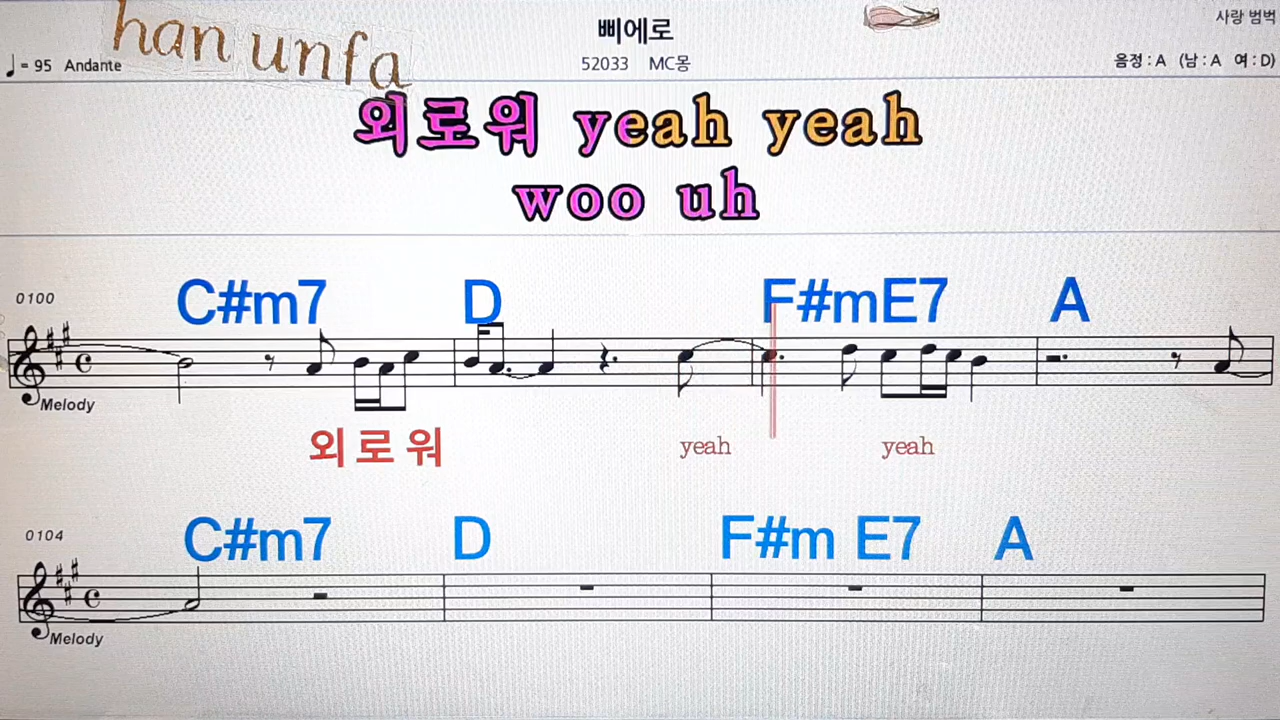 han unfa
삐에로
사랑 범벅
♩= 95 Andante
52033 MC몽
음정 : A (남 : A 여 : D)
외로워 yeah yeah
woo uh
0100
C#m7 D F#mE7 A
Melody
외 로 워 yeah yeah
0104
C#m7 D F#m E7 A
Melody